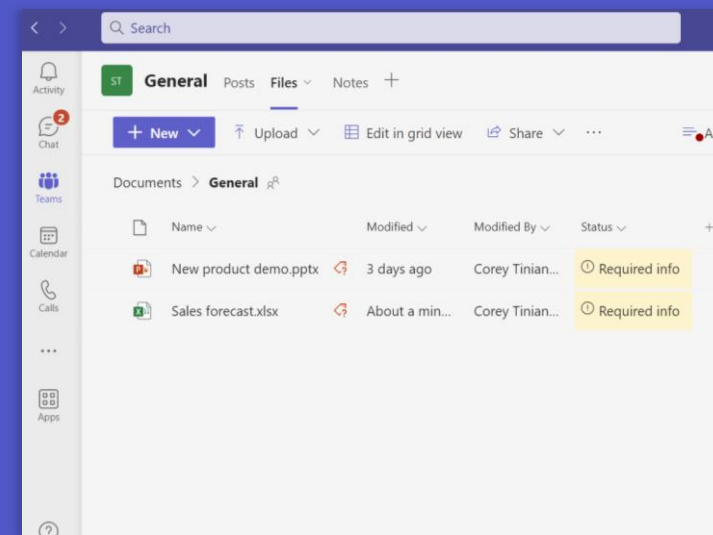 Search
Activity
2
Chat
Teams
Calendar
Calls
Apps
ST General Posts Files Notes
New Upload Edit in grid view Share ... A
Documents > General
Name Modified Modified By Status
New product demo.pptx 3 days ago Corey Tinian... Required info
Sales forecast.xlsx About a min... Corey Tinian... Required info